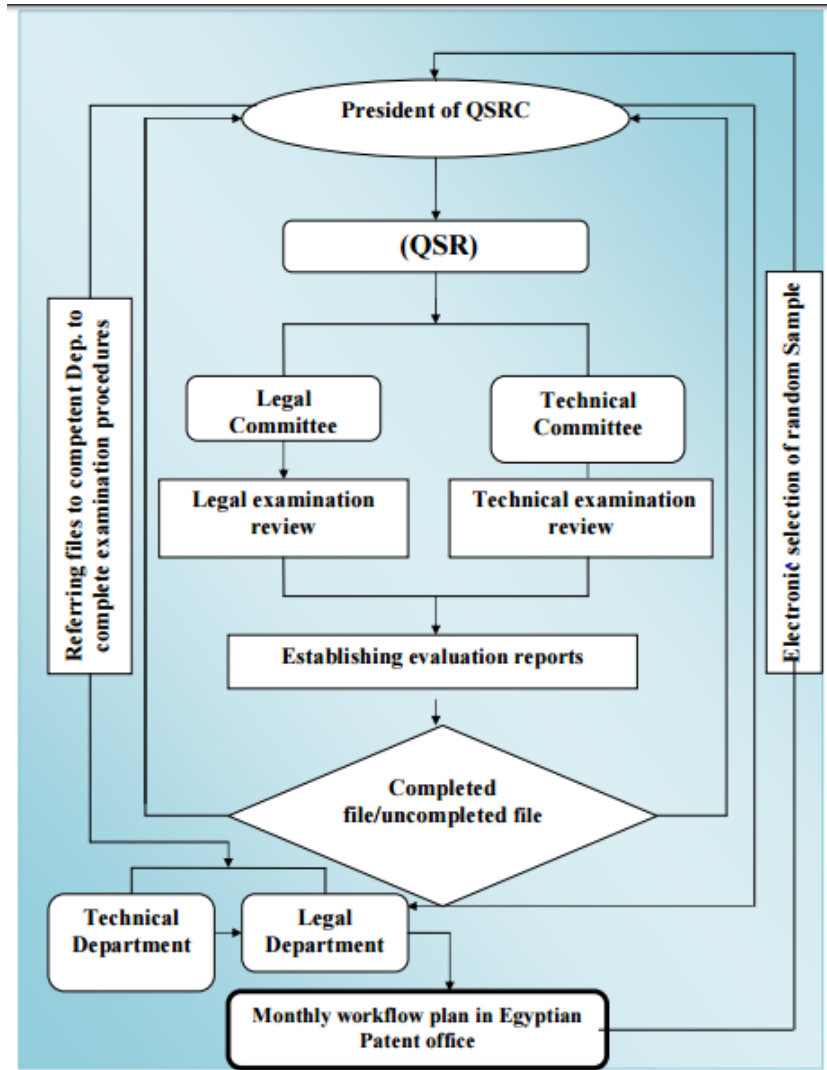 President of QSRC
(QSR)
Legal
Committee
Technical
Committee
Legal examination
review
Technical examination
review
Establishing evaluation reports
Completed
file/uncompleted file
Referring files to competent Dep. to
complete examination procedures
Electronic selection of random Sample
Technical
Department
Legal
Department
Monthly workflow plan in Egyptian
Patent office